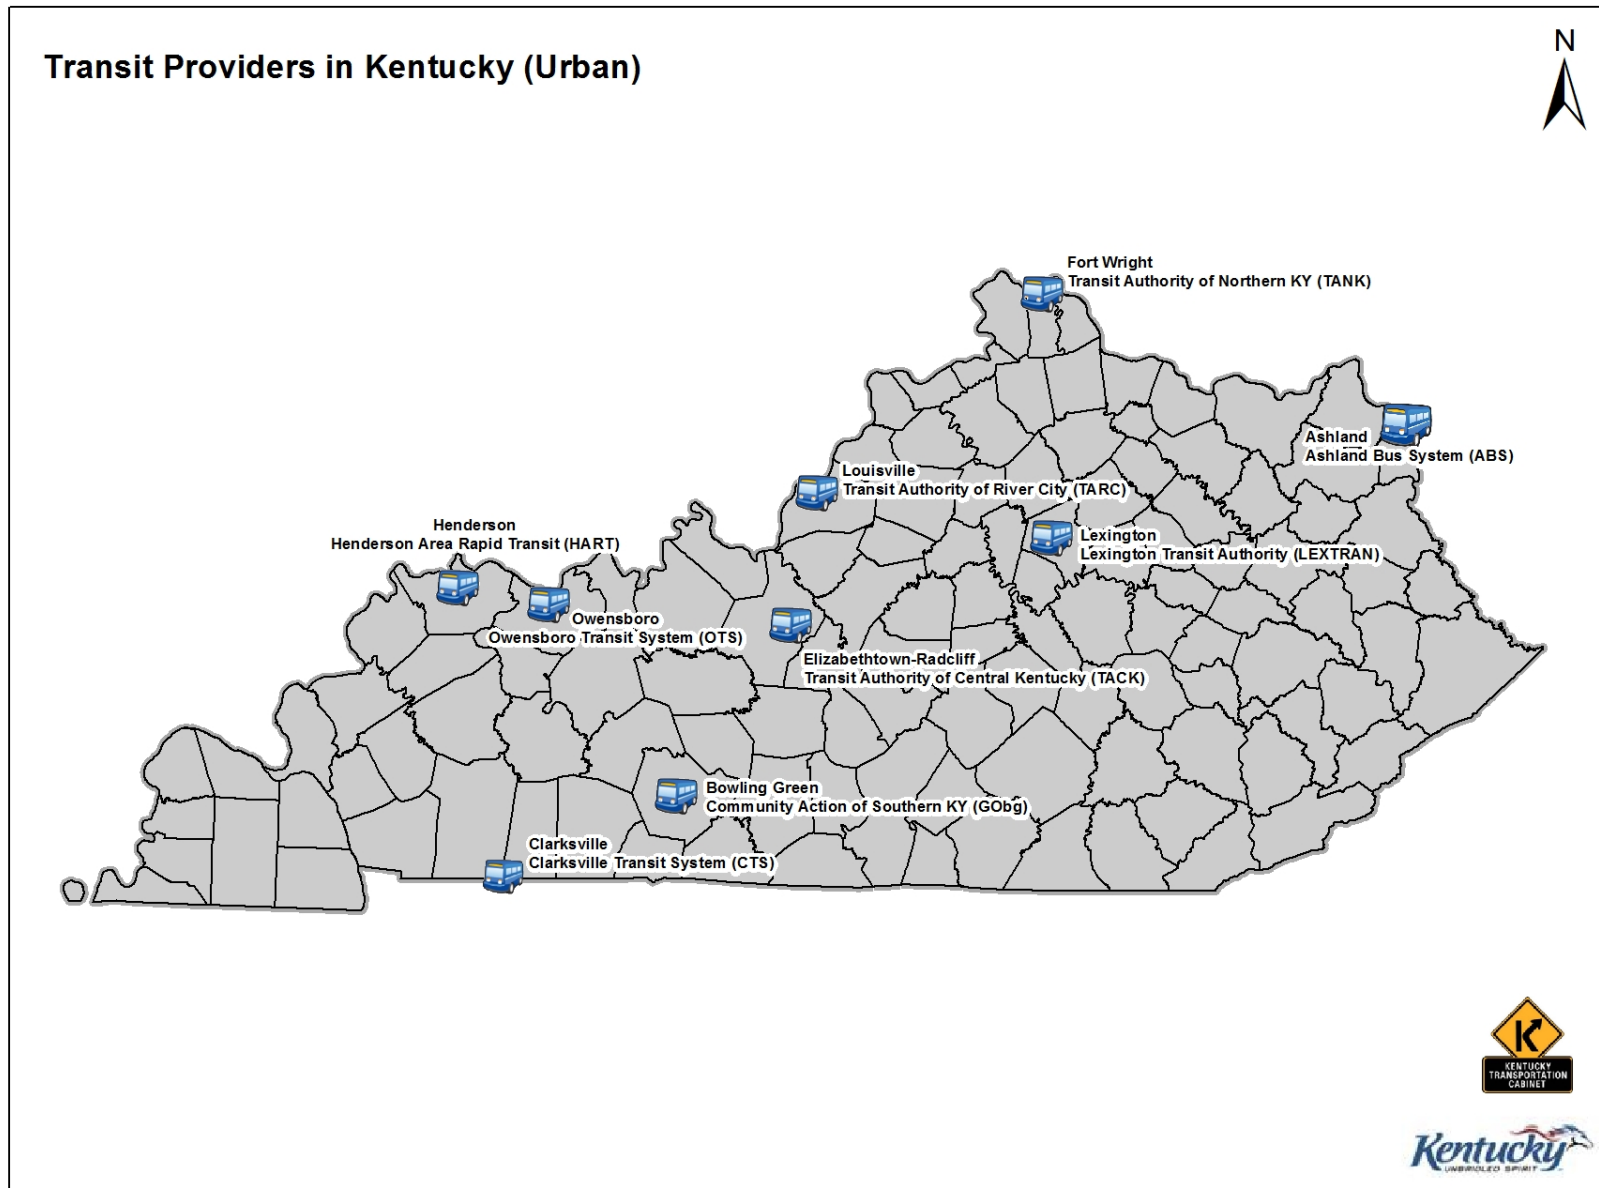 Transit Providers in Kentucky (Urban)
N
Fort Wright
Transit Authority of Northern KY (TANK)
Ashland
Ashland Bus System (ABS)
Louisville
Transit Authority of River City (TARC)
Henderson
Henderson Area Rapid Transit (HART)
Lexington
Lexington Transit Authority (LEXTRAN)
Owensboro
Owensboro Transit System (OTS)
Elizabethtown-Radcliff
Transit Authority of Central Kentucky (TACK)
Bowling Green
Community Action of Southern KY (GObg)
Clarksville
Clarksville Transit System (CTS)
KENTUCKY
TRANSPORTATION
CABINET
Kentucky
UNBRIDLED SPIRIT